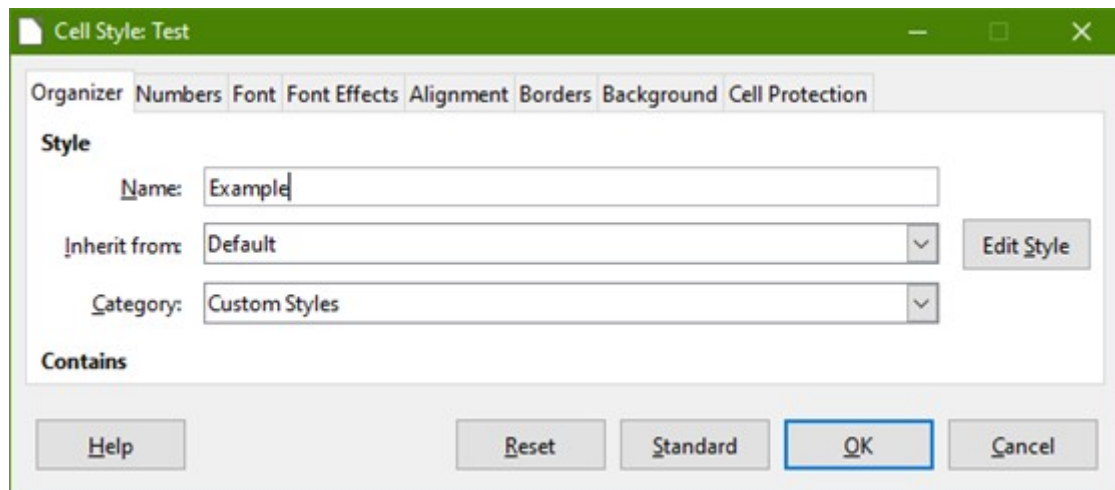 Cell Style: Test
Organizer Numbers Font Font Effects Alignment Borders Background Cell Protection
Style
Name: Example
Inherit from: Default Edit Style
Category: Custom Styles
Contains
Help Reset Standard OK Cancel